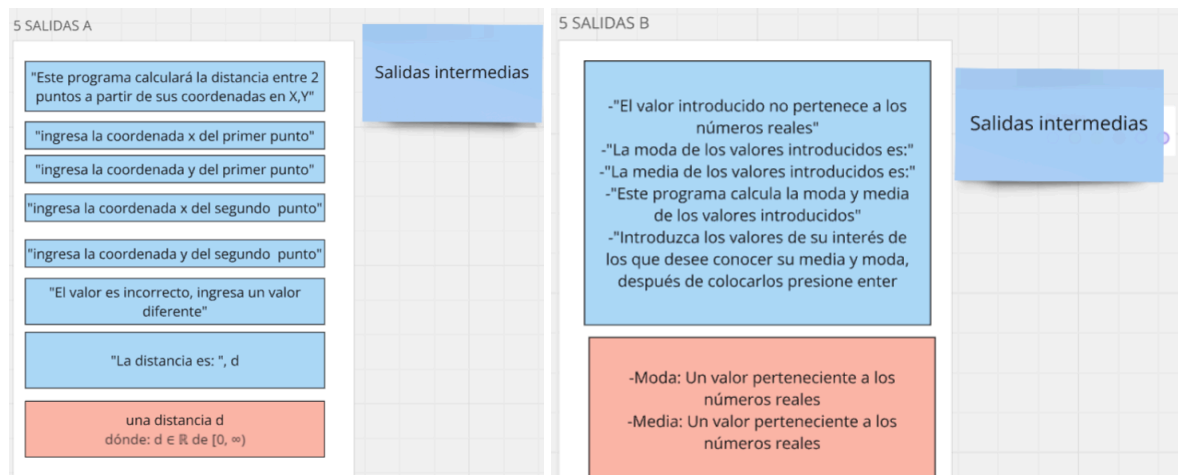 5 SALIDAS A
"Este programa calculará la distancia entre 2
puntos a partir de sus coordenadas en X,Y"
"ingresa la coordenada x del primer punto"
"ingresa la coordenada y del primer punto"
"ingresa la coordenada x del segundo  punto"
"ingresa la coordenada y del segundo  punto"
"El valor es incorrecto, ingresa un valor
diferente"
"La distancia es: ", d
una distancia d
dónde: d ∈ ℝ de [0, ∞)
Salidas intermedias
5 SALIDAS B
-"El valor introducido no pertenece a los
números reales"
-"La moda de los valores introducidos es:"
-"La media de los valores introducidos es:"
-"Este programa calcula la moda y media
de los valores introducidos"
-"Introduzca los valores de su interés de
los que desee conocer su media y moda,
después de colocarlos presione enter
-Moda: Un valor perteneciente a los
números reales
-Media: Un valor perteneciente a los
números reales
Salidas intermedias